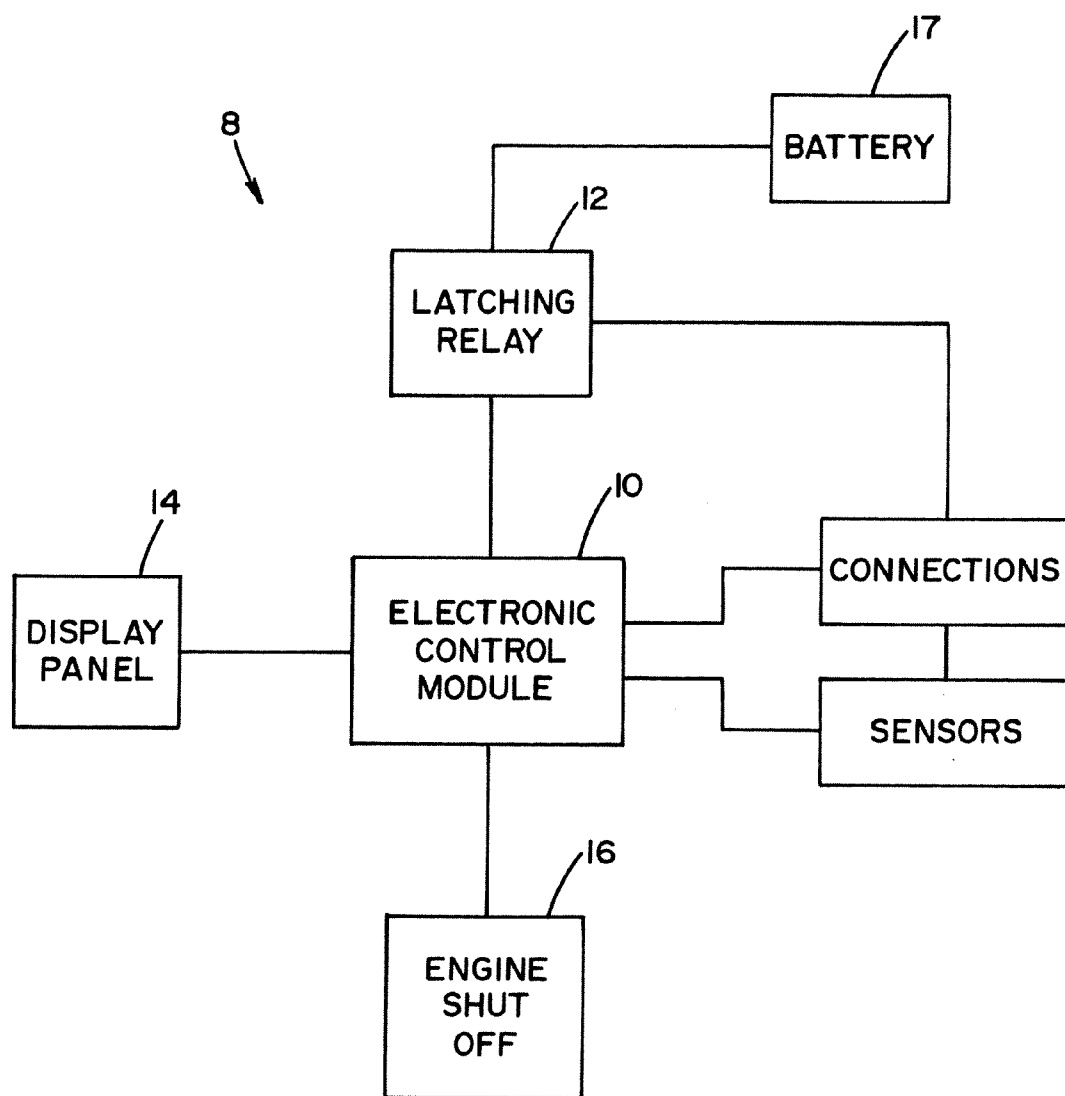 17
BATTERY
8
12
LATCHING
RELAY
10
14
CONNECTIONS
ELECTRONIC
CONTROL
MODULE
DISPLAY
PANEL
SENSORS
16
ENGINE
SHUT
OFF